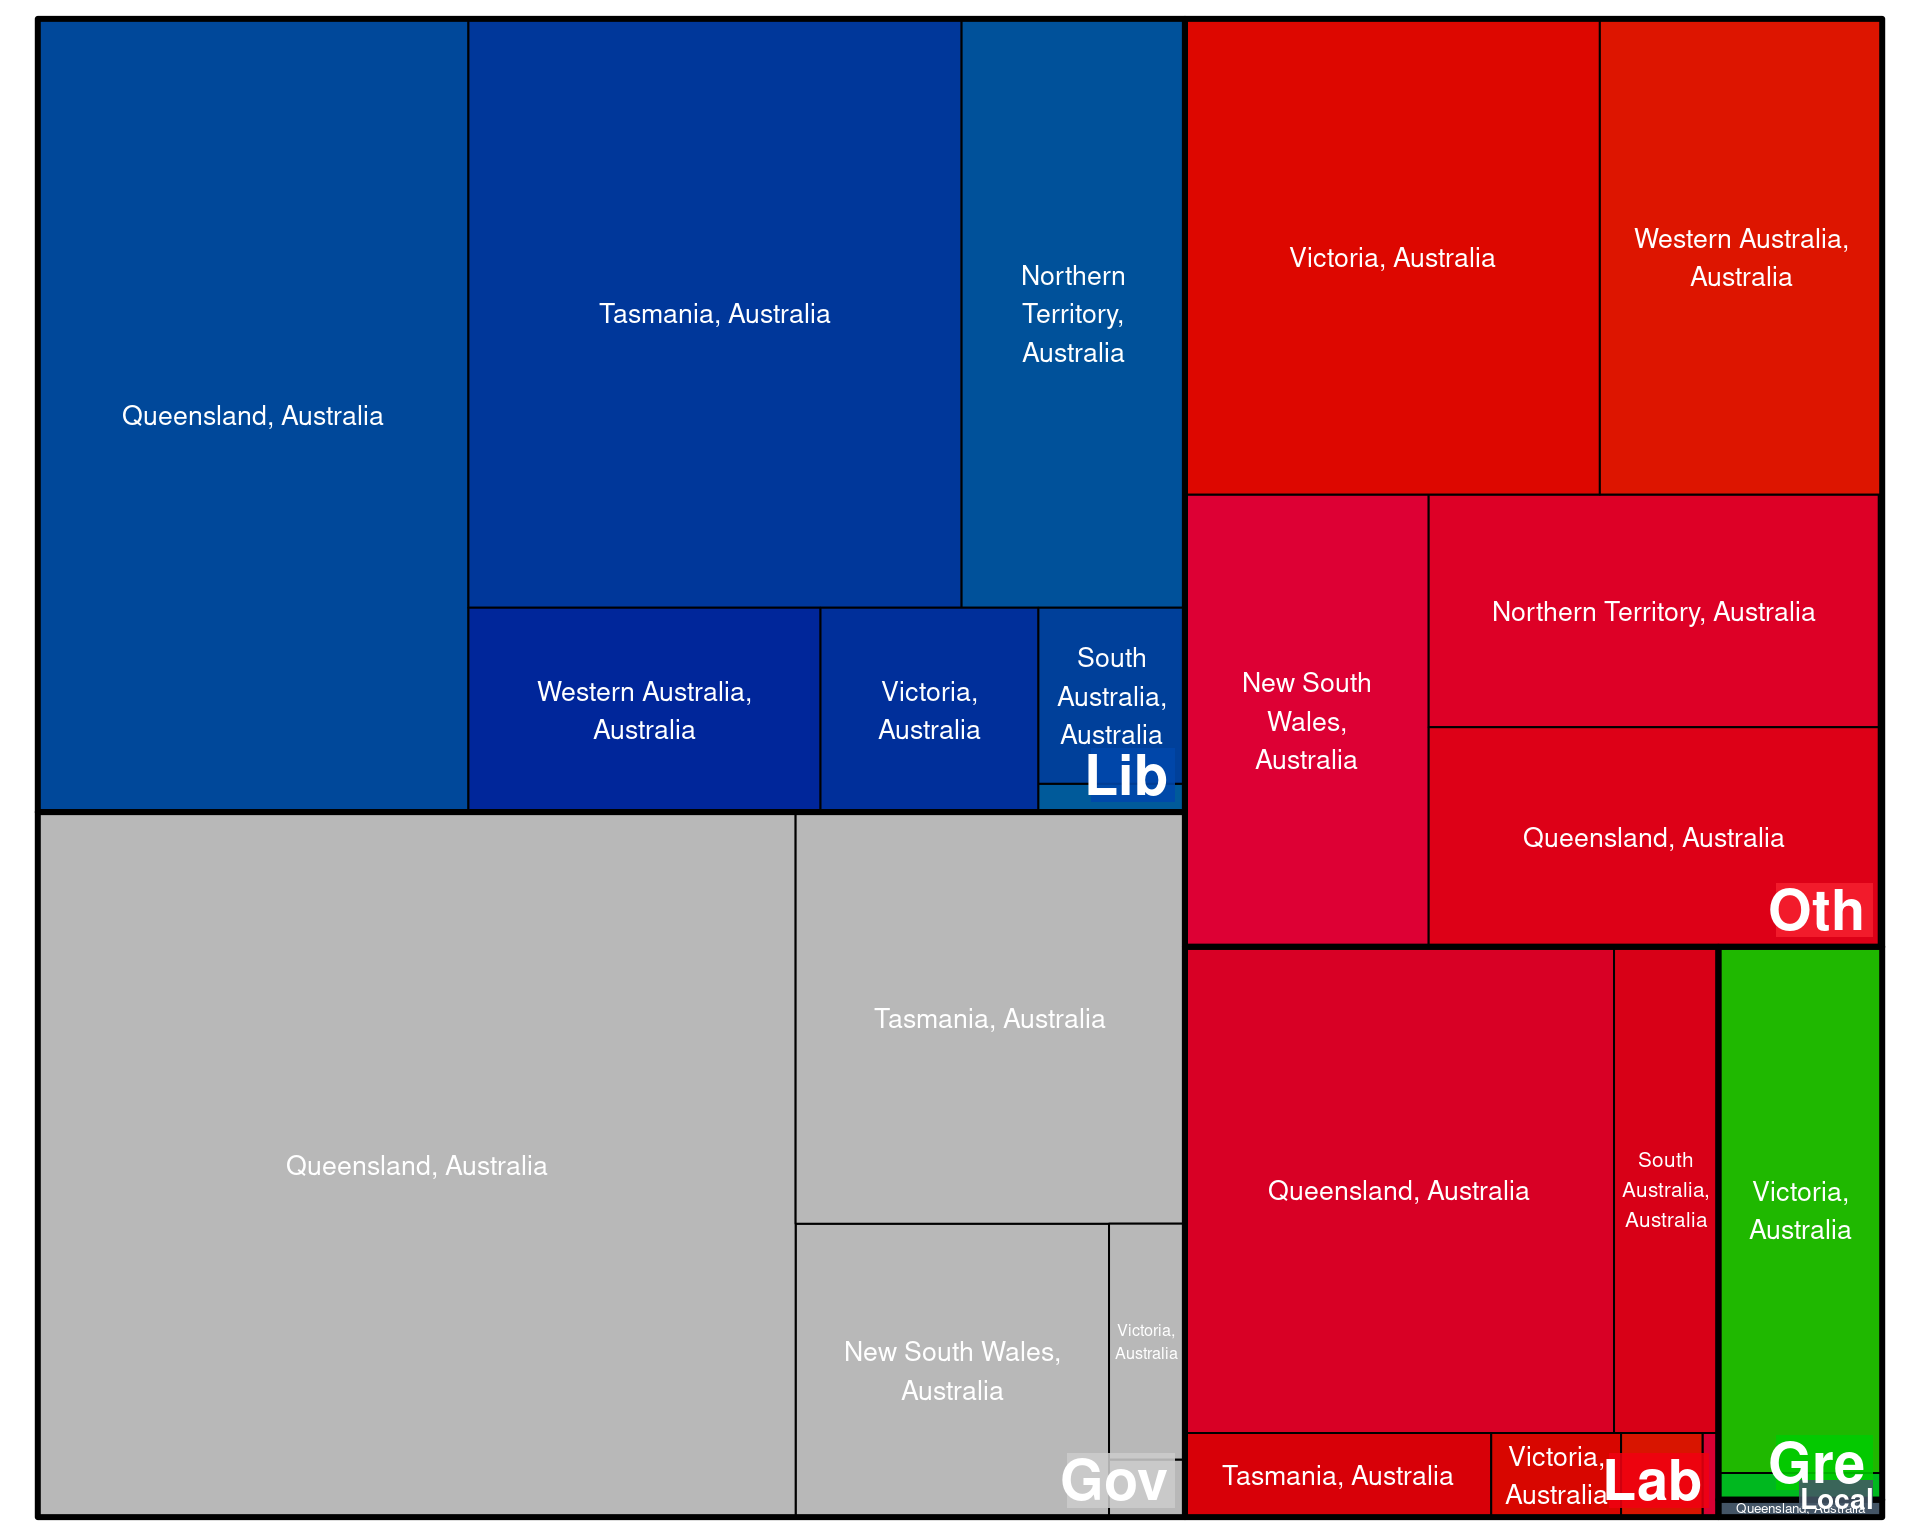 Queensland, Australia
Tasmania, Australia
Northern
Territory,
Australia
Western Australia,
Australia
Victoria,
Australia
South
Australia,
Australia
Lib
Victoria, Australia
Western Australia,
Australia
New South
Wales,
Australia
Northern Territory, Australia
Queensland, Australia
Oth
Queensland, Australia
Tasmania, Australia
New South Wales,
Australia
Victoria,
Australia
Gov
Queensland, Australia
South
Australia,
Australia
Tasmania, Australia
Victoria,
Australia
Lab
Victoria,
Australia
Gre
Queensland, Australia
Local